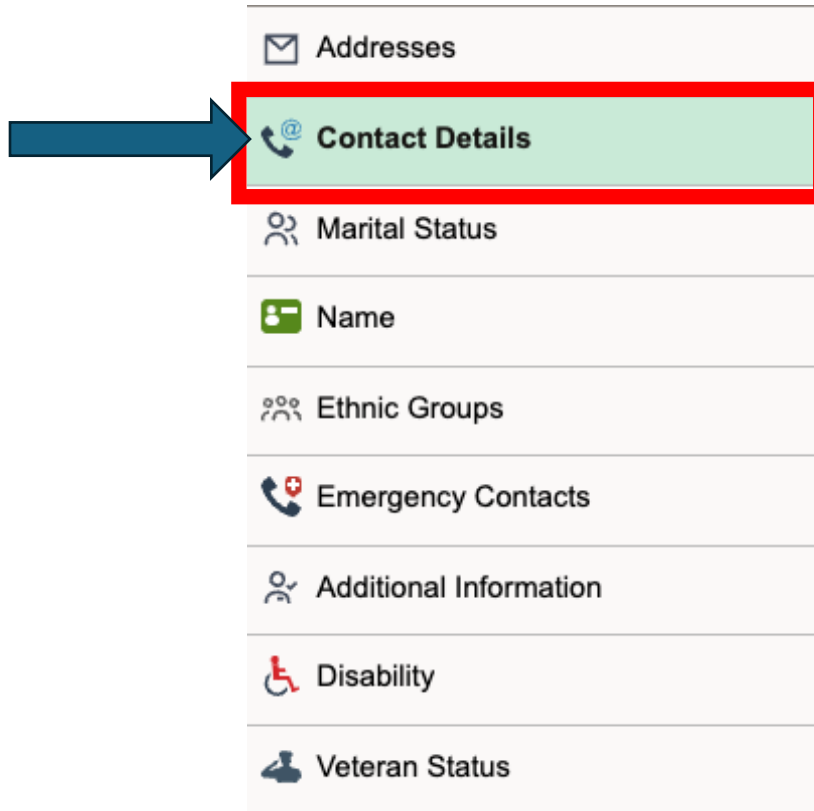 Addresses
Contact Details
Marital Status
Name
Ethnic Groups
Emergency Contacts
Additional Information
Disability
Veteran Status